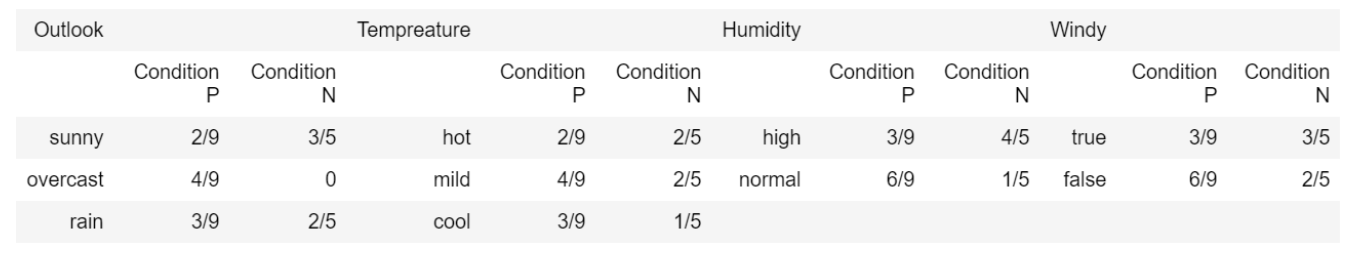 Outlook Tempreature Humidity Windy
Condition P Condition N Condition P Condition N Condition P Condition N Condition P Condition N
sunny 2/9 3/5 hot 2/9 2/5 high 3/9 4/5 true 3/9 3/5
overcast 4/9 0 mild 4/9 2/5 normal 6/9 1/5 false 6/9 2/5
rain 3/9 2/5 cool 3/9 1/5